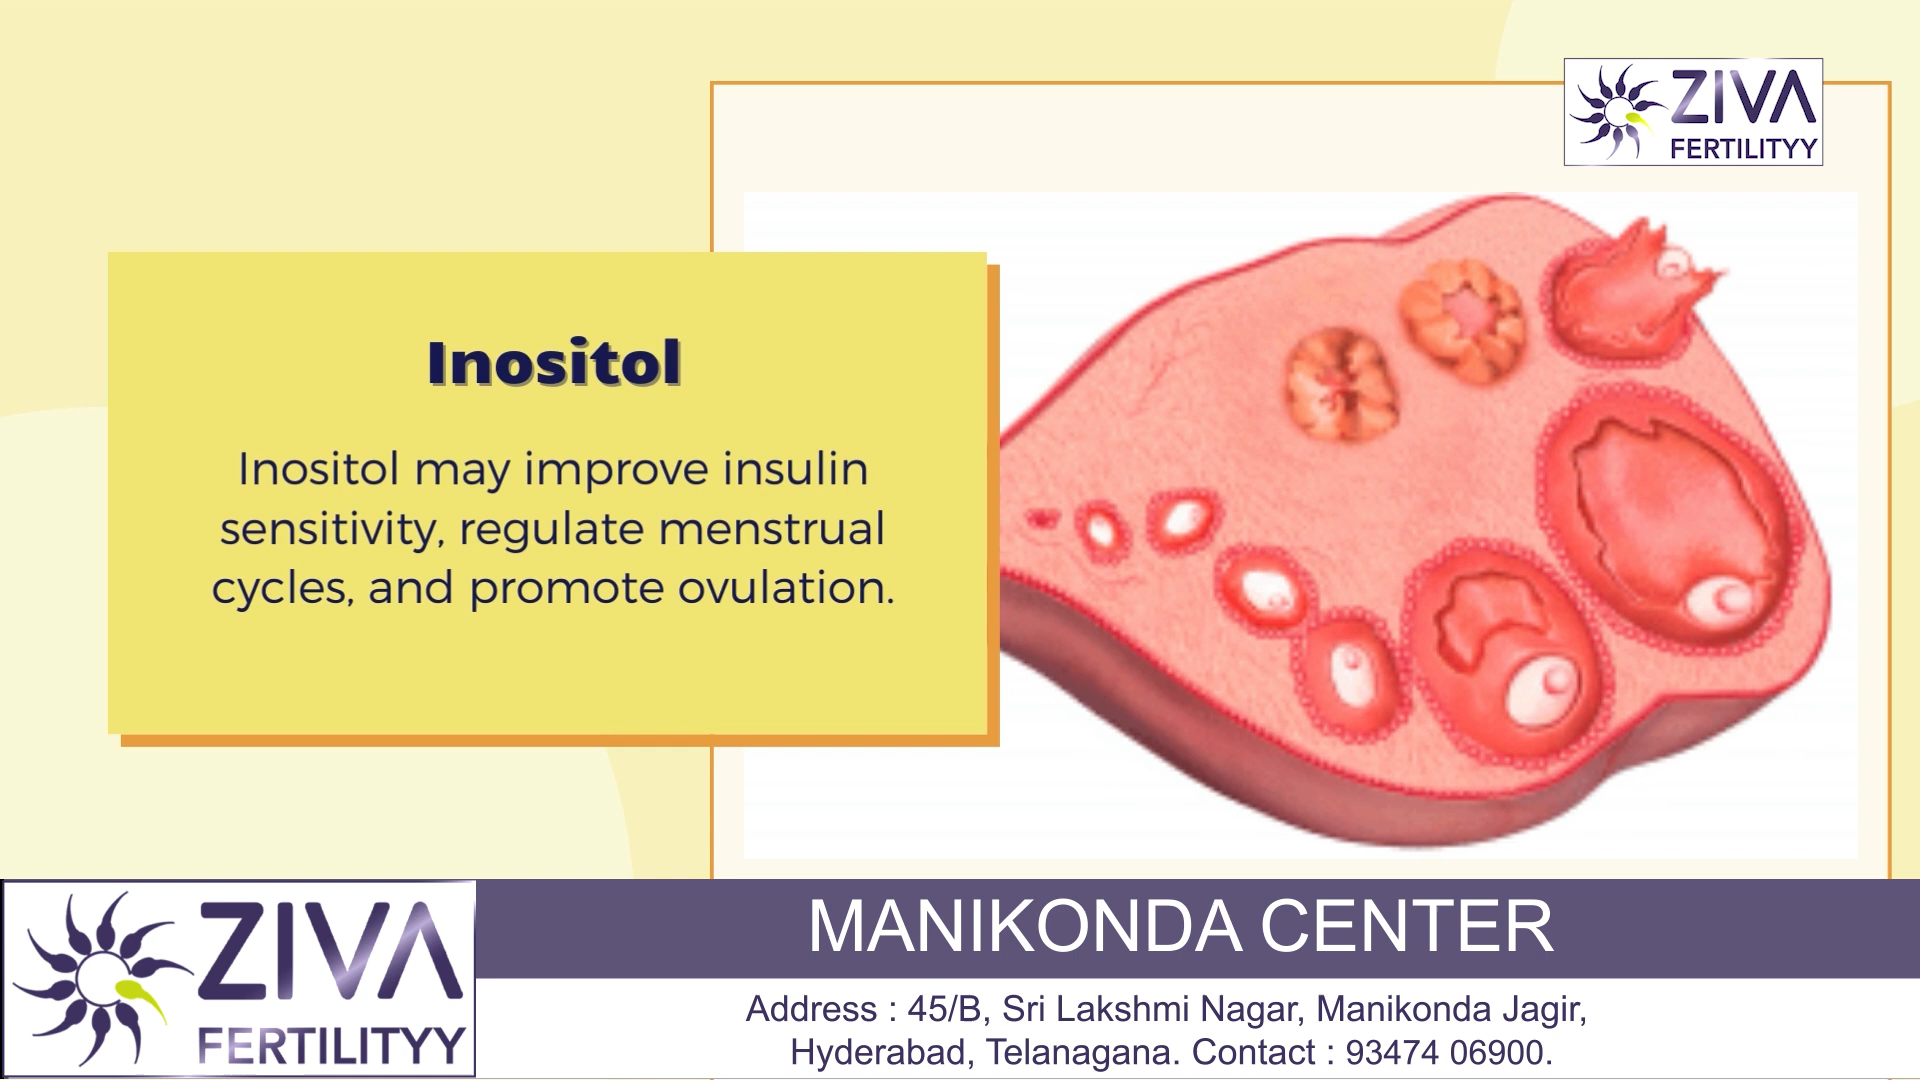 ZIVA
FERTILITYY
Inositol
Inositol may improve insulin
sensitivity, regulate menstrual
cycles, and promote ovulation.
ZIVA
FERTILITYY
MANIKONDA CENTER
Address : 45/B, Sri Lakshmi Nagar, Manikonda Jagir,
Hyderabad, Telanagana. Contact : 93474 06900.